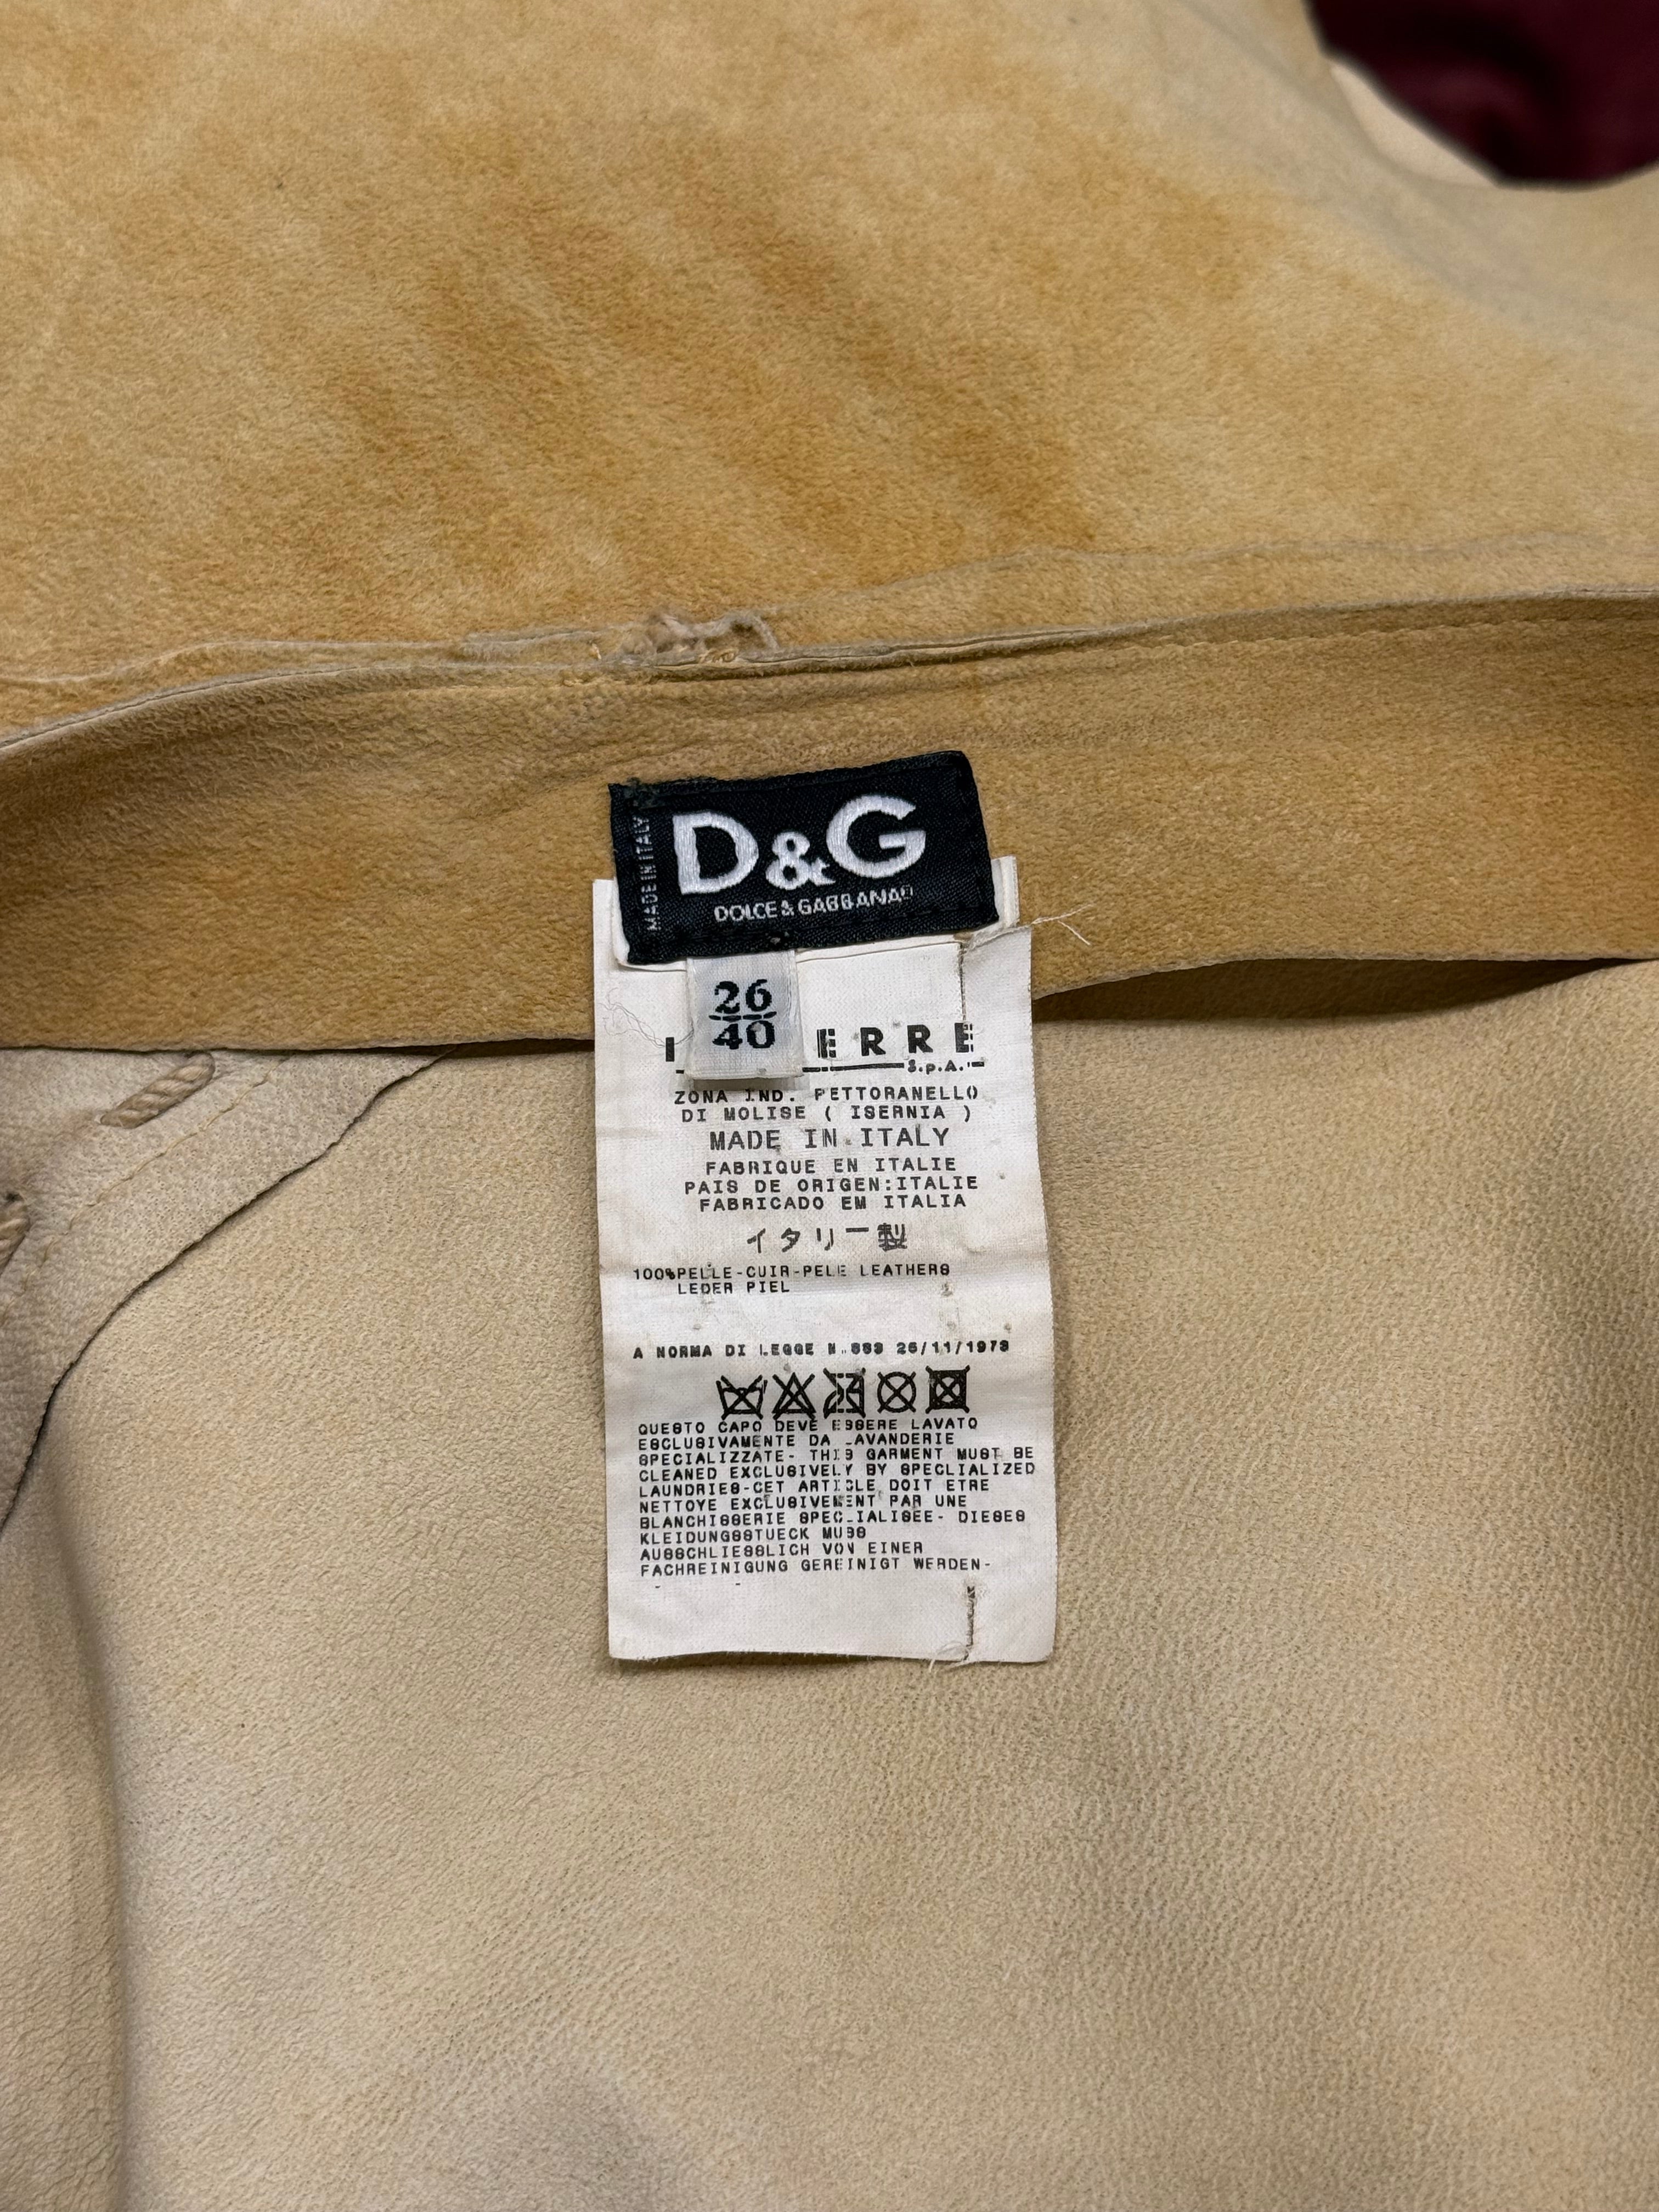 MADE IN ITALY
D&G
DOLCE & GABBANA
26
40
I ERRE
S.p.A.
ZONA IND. PETTORANELLO
DI MOLISE ( ISERNIA )
MADE IN ITALY
FABRIQUE EN ITALIE
PAIS DE ORIGEN:ITALIE
FABRICADO EM ITALIA
イタリー製
100%PELLE-CUIR-PELE LEATHERS
LEDER PIEL
A NORMA DI LEGGE N.883 26/11/1973
QUESTO CAPO DEVE ESSERE LAVATO
ESCLUSIVAMENTE DA LAVANDERIE
SPECIALIZZATE- THIS GARMENT MUST BE
CLEANED EXCLUSIVELY BY SPECLIALIZED
LAUNDRIES-CET ARTICLE DOIT ETRE
NETTOYE EXCLUSIVEMENT PAR UNE
BLANCHISSERIE SPECIALISEE- DIESES
KLEIDUNGSSTUECK MUSS
AUSSCHLIESSLICH VON EINER
FACHREINIGUNG GEREINIGT WERDEN-